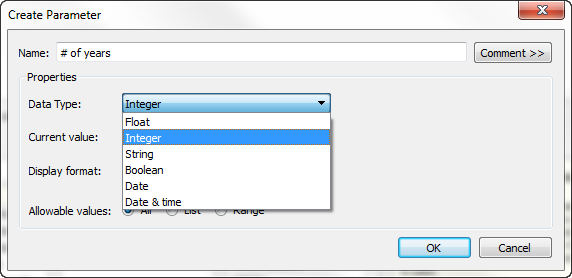 Create Parameter
Name: # of years Comment >>
Properties
Data Type: Integer
Float
Current value: Integer
String
Display format: Boolean
Date
Date & time
Allowable values: All List Range
OK Cancel